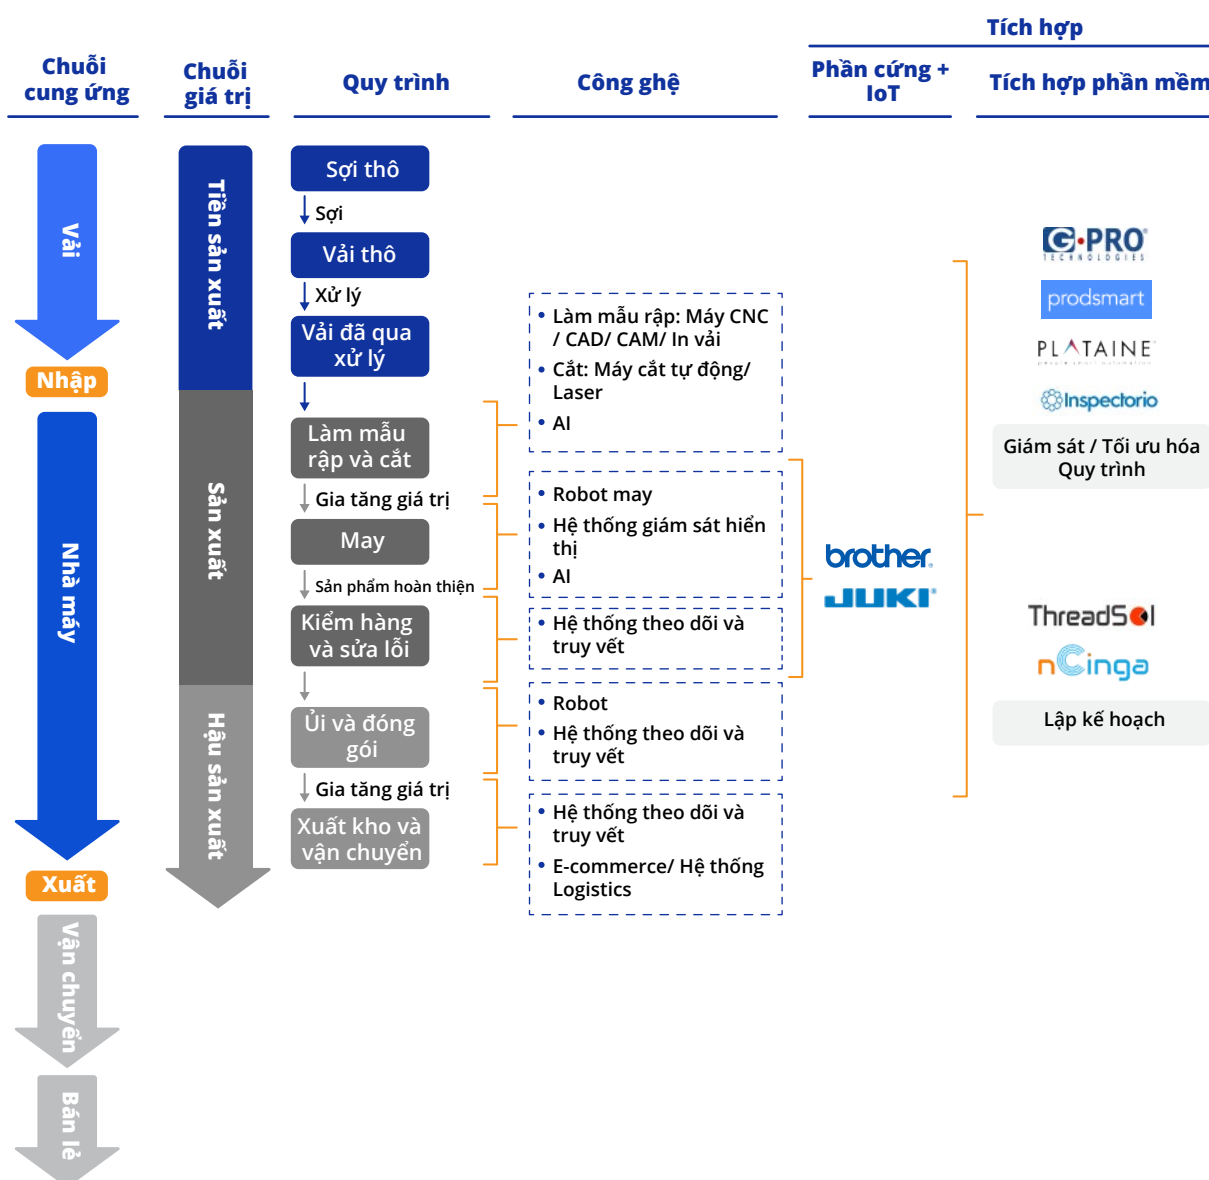 Tích hợp
Chuỗi
cung ứng
Chuỗi
giá trị
Quy trình
Công ghệ
Phần cứng +
IoT
Tích hợp phần mềm
Vải
Nhập
Nhà máy
Xuất
Vận chuyển
Bán lẻ
Tiền sản xuất
Sản xuất
Hậu sản xuất
Sợi thô
Sợi
Vải thô
Xử lý
Vải đã qua
xử lý
Làm mẫu
rập và cắt
Gia tăng giá trị
May
Sản phẩm hoàn thiện
Kiểm hàng
và sửa lỗi
Ủi và đóng
gói
Gia tăng giá trị
Xuất kho và
vận chuyển
• Làm mẫu rập: Máy CNC
/ CAD/ CAM/ In vải
• Cắt: Máy cắt tự động/
Laser
• AI
• Robot may
• Hệ thống giám sát hiển
thị
• AI
• Hệ thống theo dõi và
truy vết
• Robot
• Hệ thống theo dõi và
truy vết
• Hệ thống theo dõi và
truy vết
• E-commerce/ Hệ thống
Logistics
brother
JUKI
G•PRO
TECHNOLOGIES
prodsmart
PLATAINE
Inspectorio
Giám sát / Tối ưu hóa
Quy trình
ThreadSol
nCinga
Lập kế hoạch